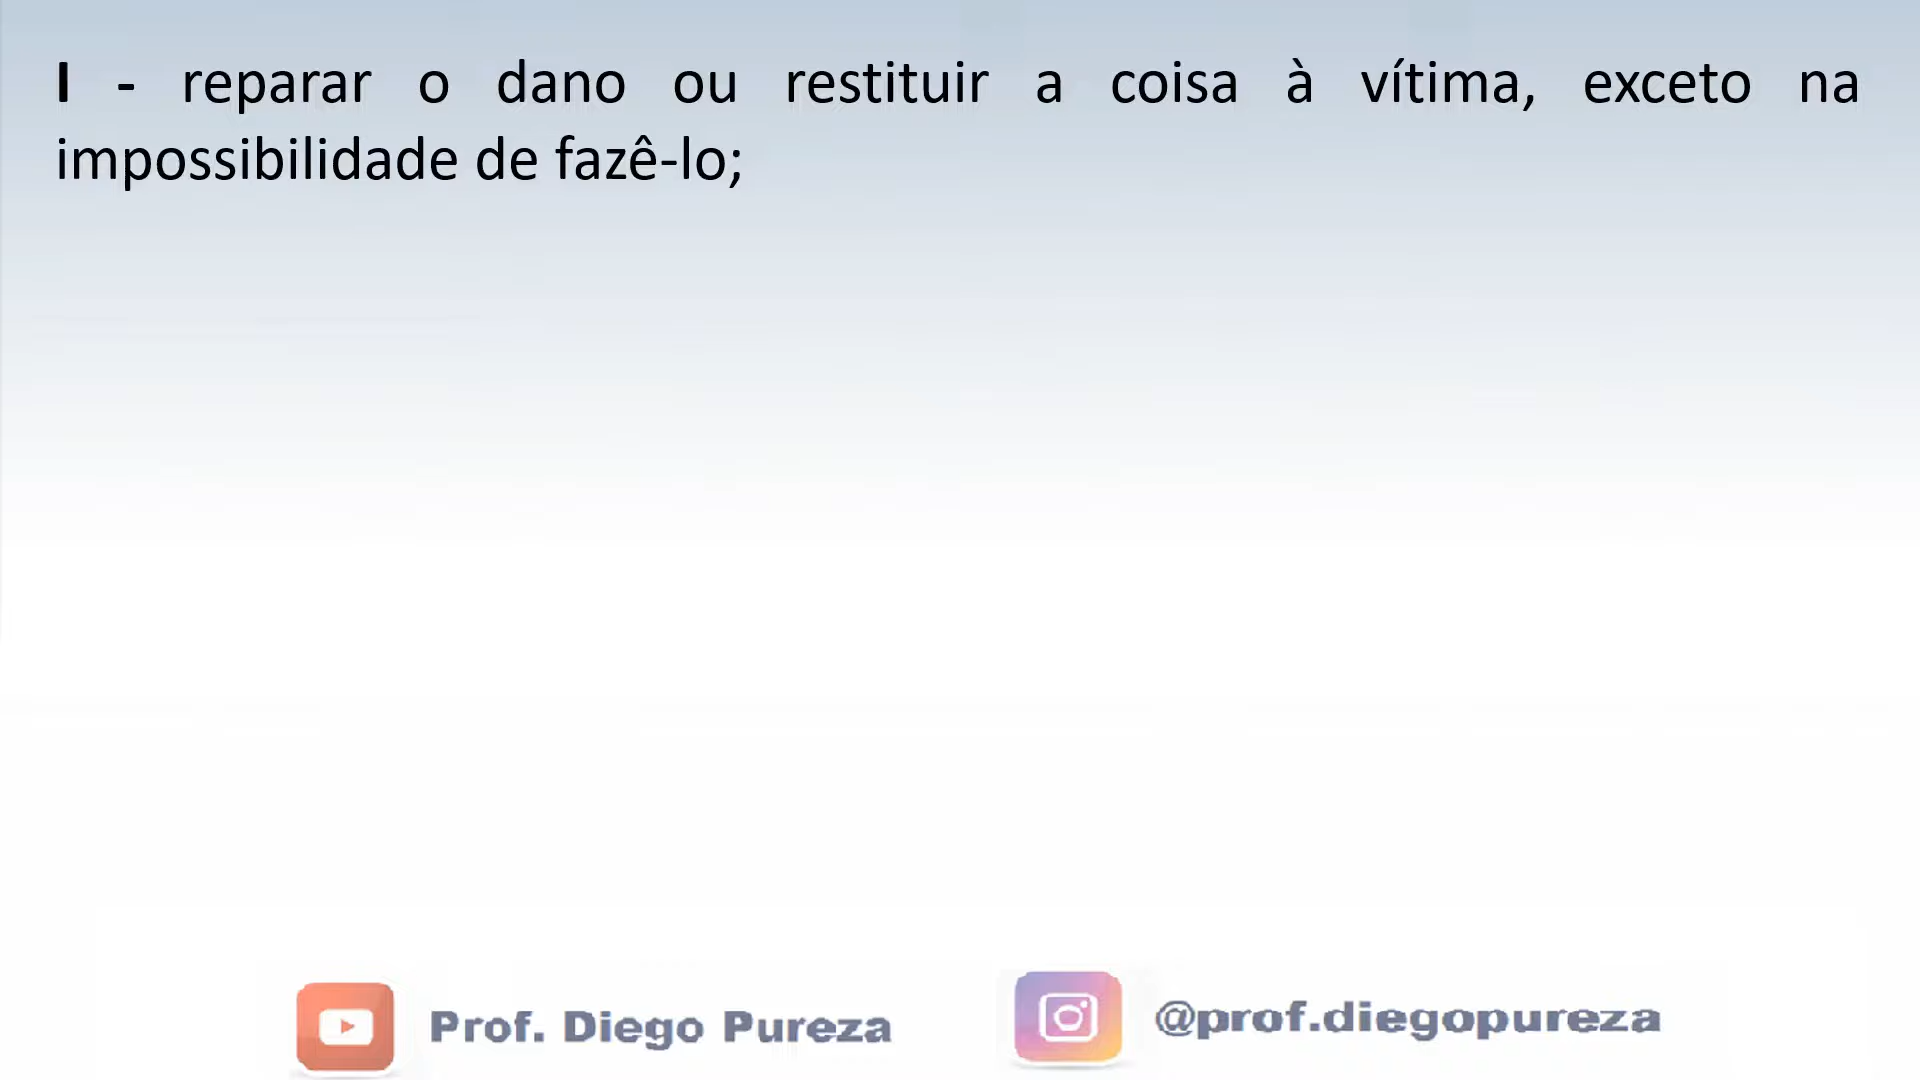 I - reparar o dano ou restituir a coisa à vítima, exceto na
impossibilidade de fazê-lo;
Prof. Diego Pureza
@prof.diegopureza